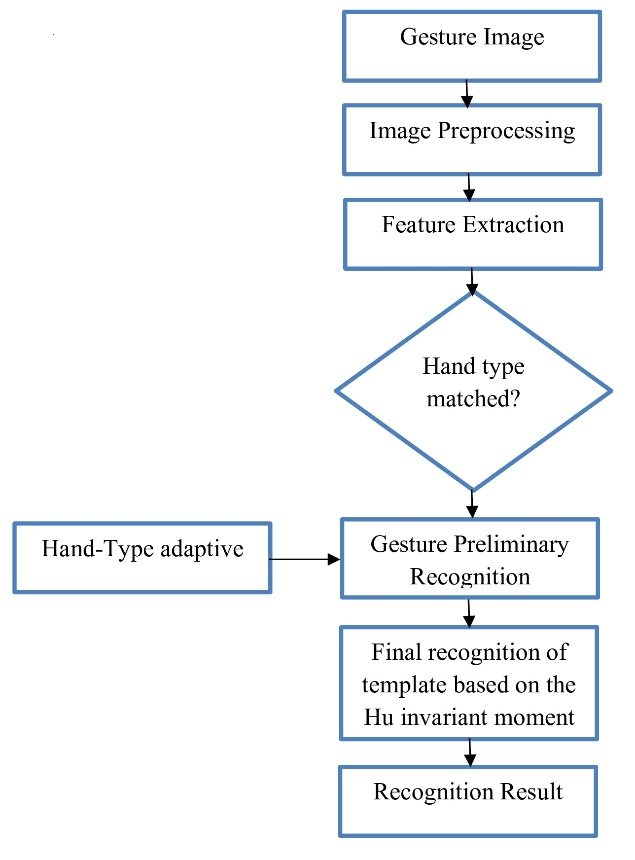 Gesture Image
Image Preprocessing
Feature Extraction
Hand type
matched?
Hand-Type adaptive
Gesture Preliminary
Recognition
Final recognition of
template based on the
Hu invariant moment
Recognition Result